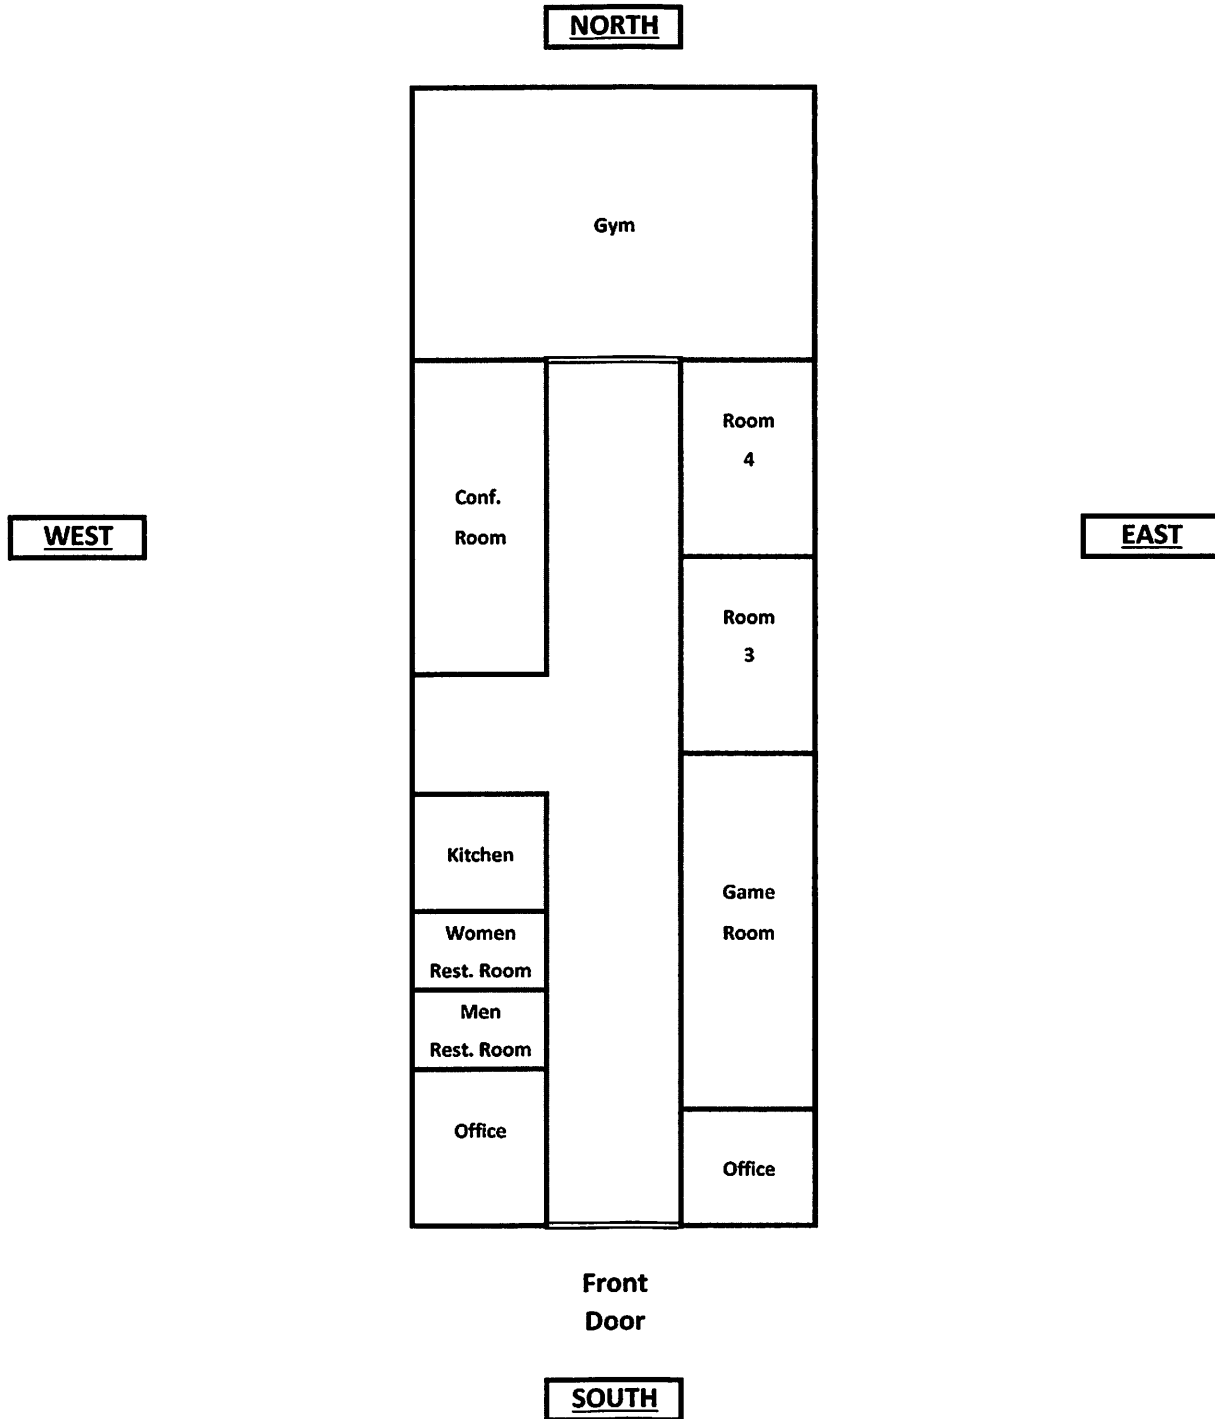 NORTH
Gym
Room
4
Conf.
Room
WEST
EAST
Room
3
Kitchen
Game
Room
Women
Rest. Room
Men
Rest. Room
Office
Office
Front
Door
SOUTH